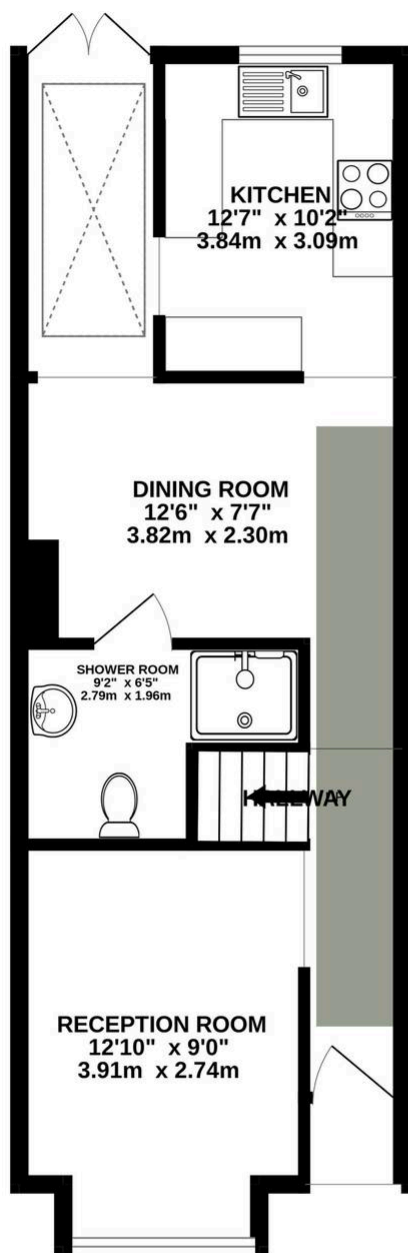 KITCHEN
12'7" x 10'2"
3.84m x 3.09m
DINING ROOM
12'6" x 7'7"
3.82m x 2.30m
SHOWER ROOM
9'2" x 6'5"
2.79m x 1.96m
HALLWAY
RECEPTION ROOM
12'10" x 9'0"
3.91m x 2.74m